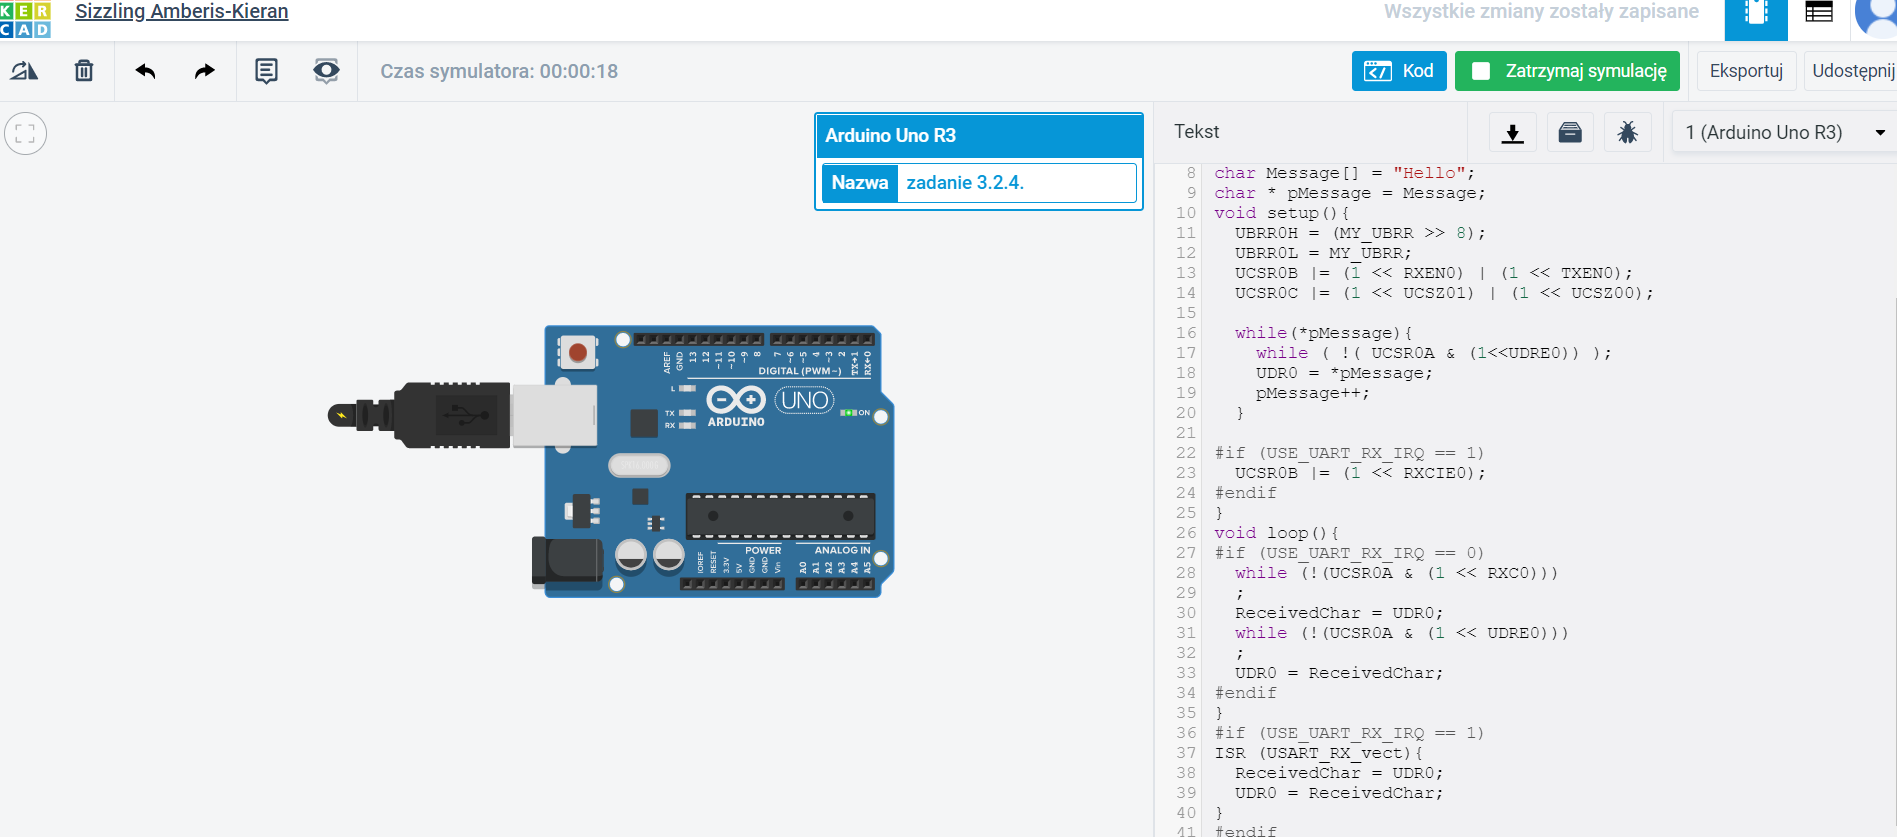 KER
CAD
Sizzling Amberis-Kieran
Wszystkie zmiany zostały zapisane
Czas symulatora: 00:00:18
Kod
Zatrzymaj symulację
Eksportuj
Udostępnij
Arduino Uno R3
Nazwa
zadanie 3.2.4.
Tekst
1 (Arduino Uno R3)
8 char Message[] = "Hello";
9 char * pMessage = Message;
10 void setup(){
11 UBRR0H = (MY_UBRR >> 8);
12 UBRR0L = MY_UBRR;
13 UCSR0B |= (1 << RXEN0) | (1 << TXEN0);
14 UCSR0C |= (1 << UCSZ01) | (1 << UCSZ00);
15
16 while(*pMessage){
17 while ( !( UCSR0A & (1<<UDRE0)) );
18 UDR0 = *pMessage;
19 pMessage++;
20 }
21
22 #if (USE_UART_RX_IRQ == 1)
23 UCSR0B |= (1 << RXCIE0);
24 #endif
25 }
26 void loop(){
27 #if (USE_UART_RX_IRQ == 0)
28 while (!(UCSR0A & (1 << RXC0)))
29 ;
30 ReceivedChar = UDR0;
31 while (!(UCSR0A & (1 << UDRE0)))
32 ;
33 UDR0 = ReceivedChar;
34 #endif
35 }
36 #if (USE_UART_RX_IRQ == 1)
37 ISR (USART_RX_vect){
38 ReceivedChar = UDR0;
39 UDR0 = ReceivedChar;
40 }
41 #endif
AREF
GND
13
12
~11
~10
~9
8
7
~6
~5
4
~3
2
TX→1
RX←0
DIGITAL (PWM~)
L
TX
RX
UNO
ARDUINO
ON
POWER
ANALOG IN
IOREF
RESET
3.3V
5V
GND
GND
Vin
A0
A1
A2
A3
A4
A5